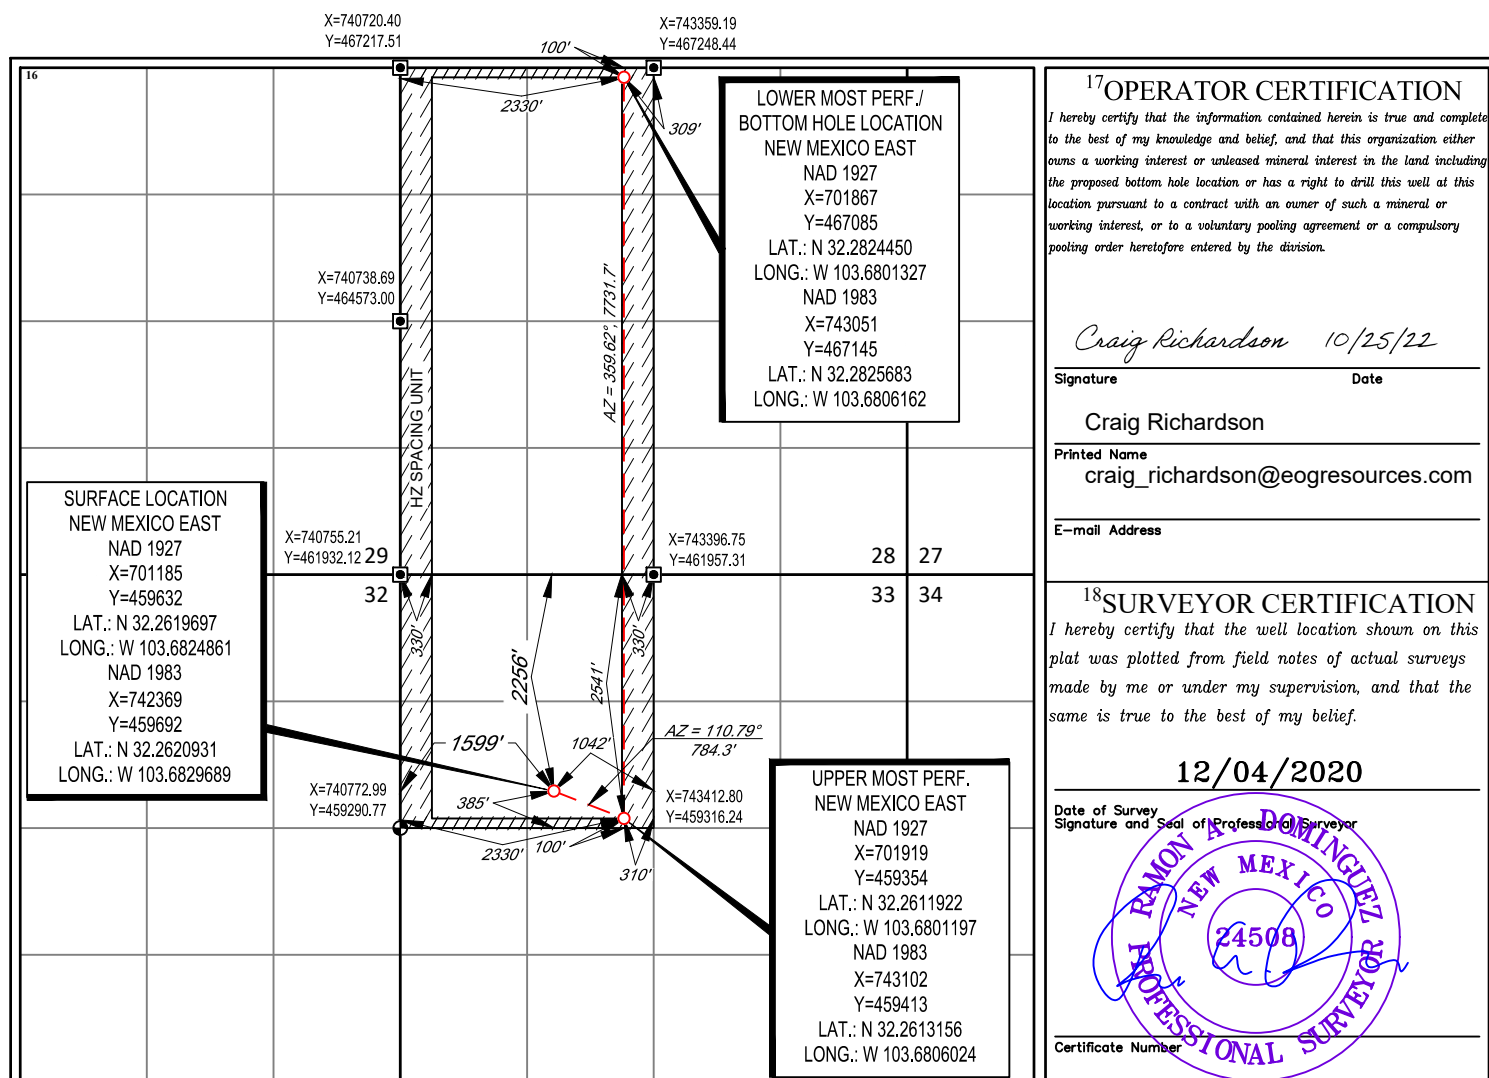 X=740720.40
Y=467217.51
X=743359.19
Y=467248.44
100'
16
2330'
309'
LOWER MOST PERF./
BOTTOM HOLE LOCATION
NEW MEXICO EAST
NAD 1927
X=701867
Y=467085
LAT.: N 32.2824450
LONG.: W 103.6801327
NAD 1983
X=743051
Y=467145
LAT.: N 32.2825683
LONG.: W 103.6806162
X=740738.69
Y=464573.00
AZ = 359.62°, 7731.7'
HZ SPACING UNIT
SURFACE LOCATION
NEW MEXICO EAST
NAD 1927
X=701185
Y=459632
LAT.: N 32.2619697
LONG.: W 103.6824861
NAD 1983
X=742369
Y=459692
LAT.: N 32.2620931
LONG.: W 103.6829689
X=740755.21
Y=461932.12
29
32
X=743396.75
Y=461957.31
28 27
33 34
330'
2256'
2541'
330'
1599'
1042'
AZ = 110.79°
784.3'
385'
X=740772.99
Y=459290.77
X=743412.80
Y=459316.24
2330'
100'
310'
UPPER MOST PERF.
NEW MEXICO EAST
NAD 1927
X=701919
Y=459354
LAT.: N 32.2611922
LONG.: W 103.6801197
NAD 1983
X=743102
Y=459413
LAT.: N 32.2613156
LONG.: W 103.6806024
17OPERATOR CERTIFICATION
I hereby certify that the information contained herein is true and complete
to the best of my knowledge and belief, and that this organization either
owns a working interest or unleased mineral interest in the land including
the proposed bottom hole location or has a right to drill this well at this
location pursuant to a contract with an owner of such a mineral or
working interest, or to a voluntary pooling agreement or a compulsory
pooling order heretofore entered by the division.
Craig Richardson 10/25/22
Signature Date
Craig Richardson
Printed Name
craig_richardson@eogresources.com
E-mail Address
18SURVEYOR CERTIFICATION
I hereby certify that the well location shown on this
plat was plotted from field notes of actual surveys
made by me or under my supervision, and that the
same is true to the best of my belief.
12/04/2020
Date of Survey
Signature and Seal of Professional Surveyor
RAMON A. DOMINGUEZ
NEW MEXICO
24508
PROFESSIONAL SURVEYOR
Certificate Number